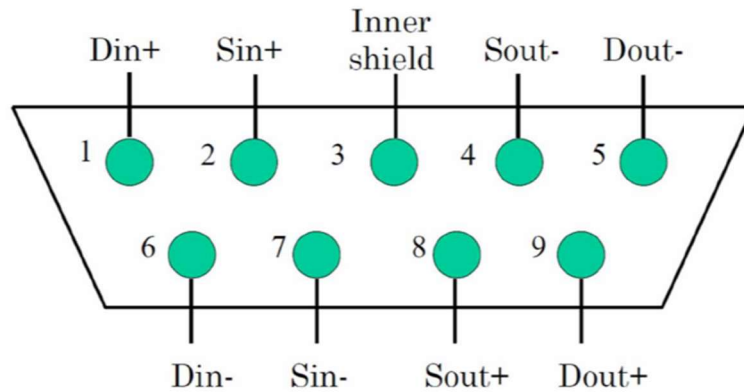 Din+ Sin+ Inner shield Sout- Dout-
1 2 3 4 5
6 7 8 9
Din- Sin- Sout+ Dout+